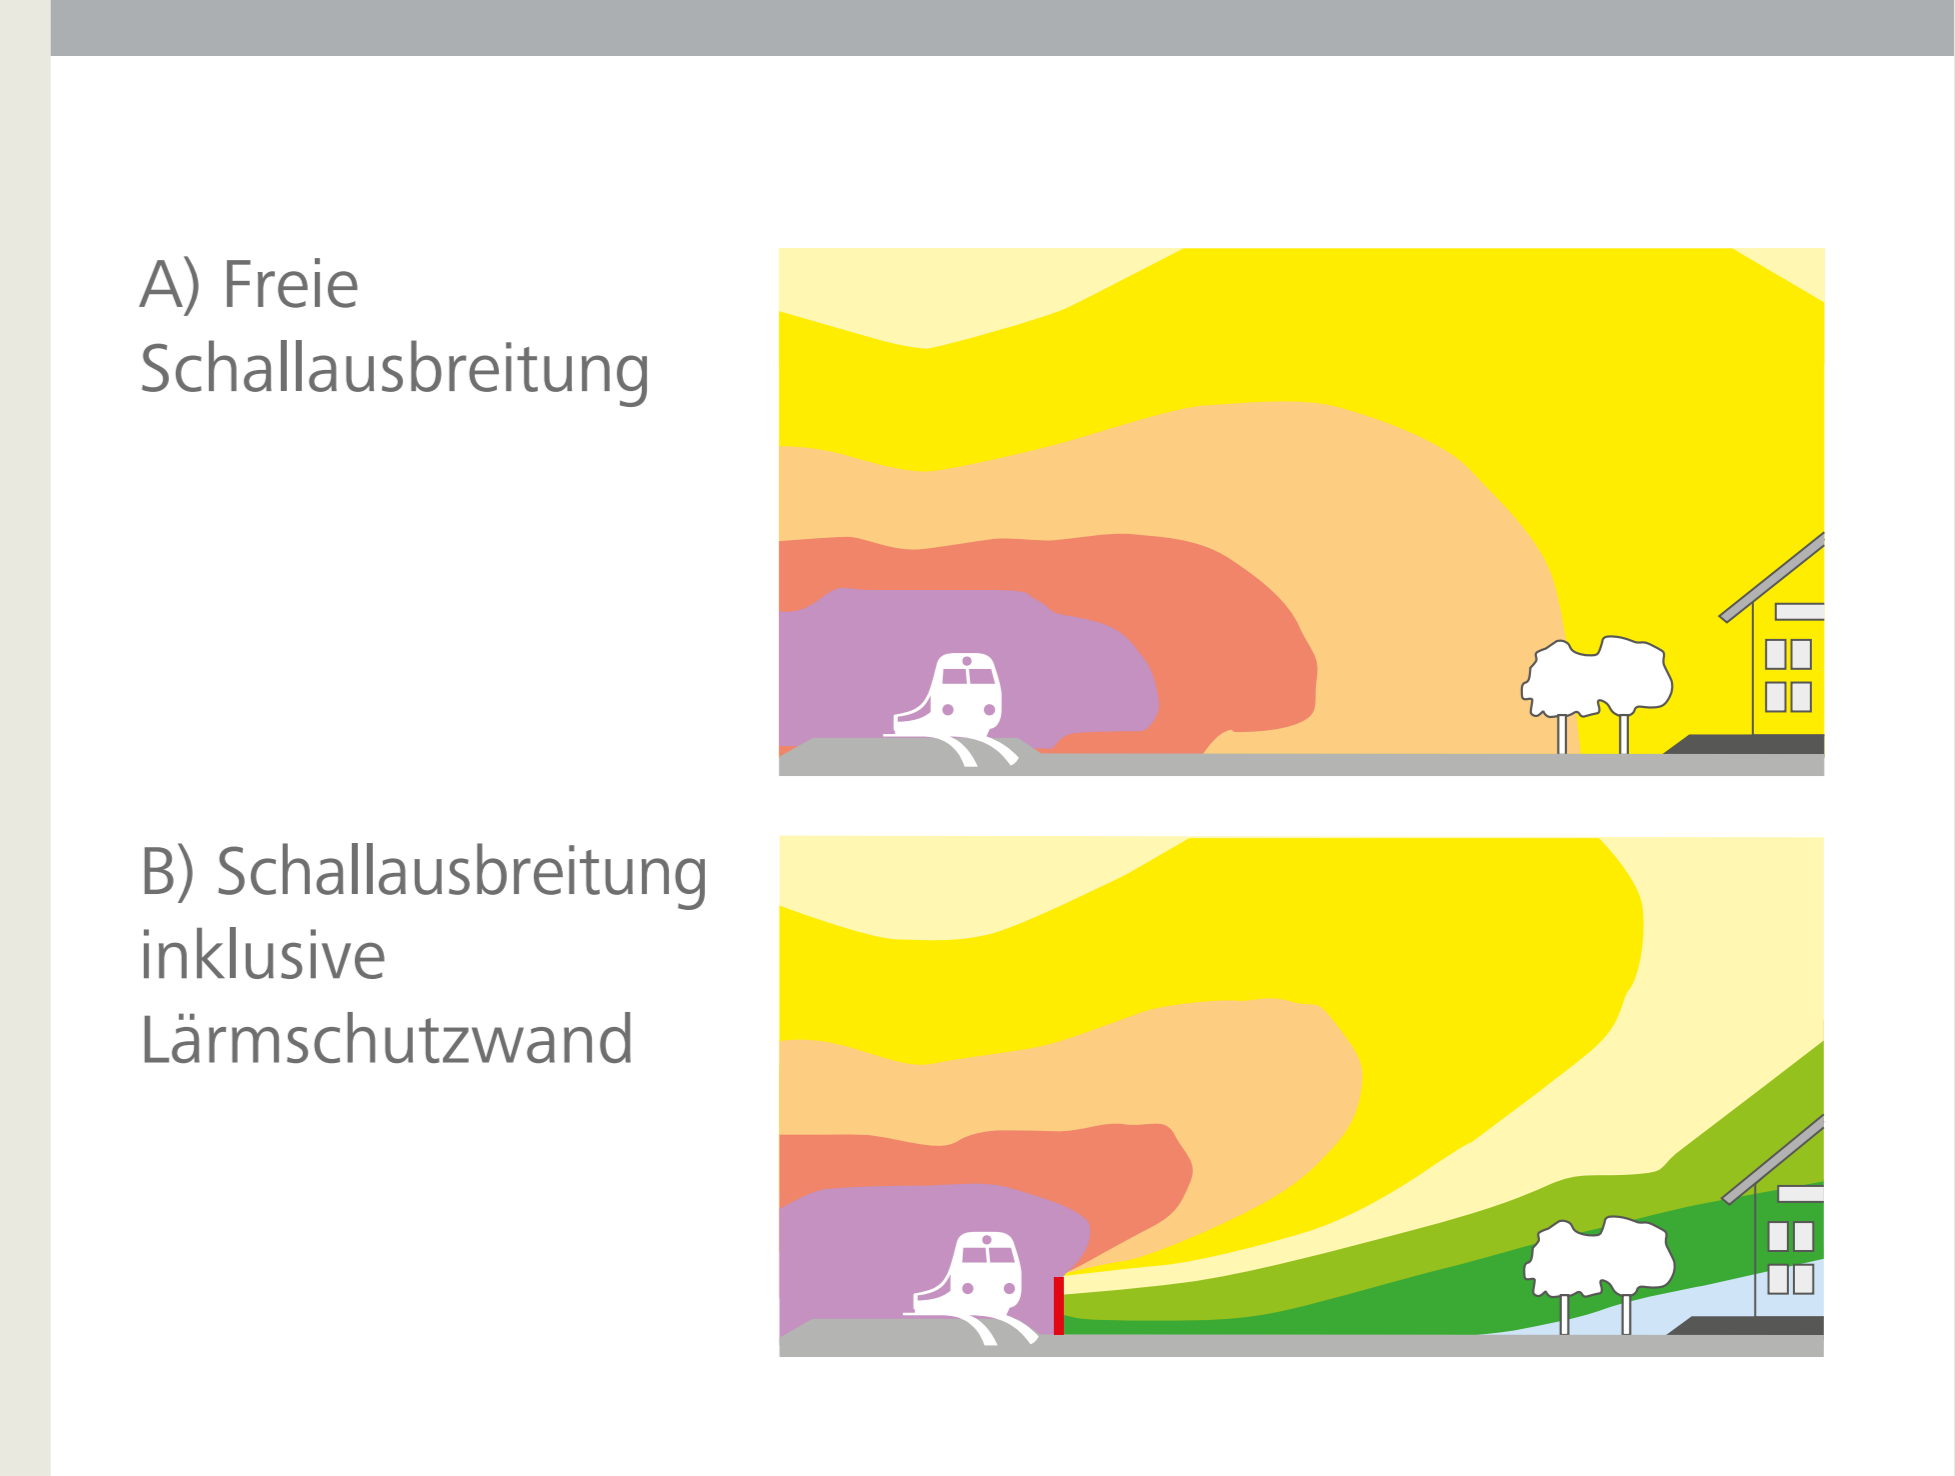 A) Freie
Schallausbreitung
B) Schallausbreitung
inklusive
Lärmschutzwand